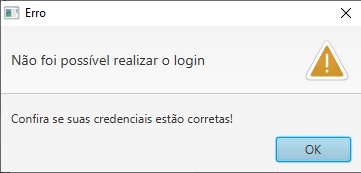 Erro
Não foi possível realizar o login
Confira se suas credenciais estão corretas!
OK